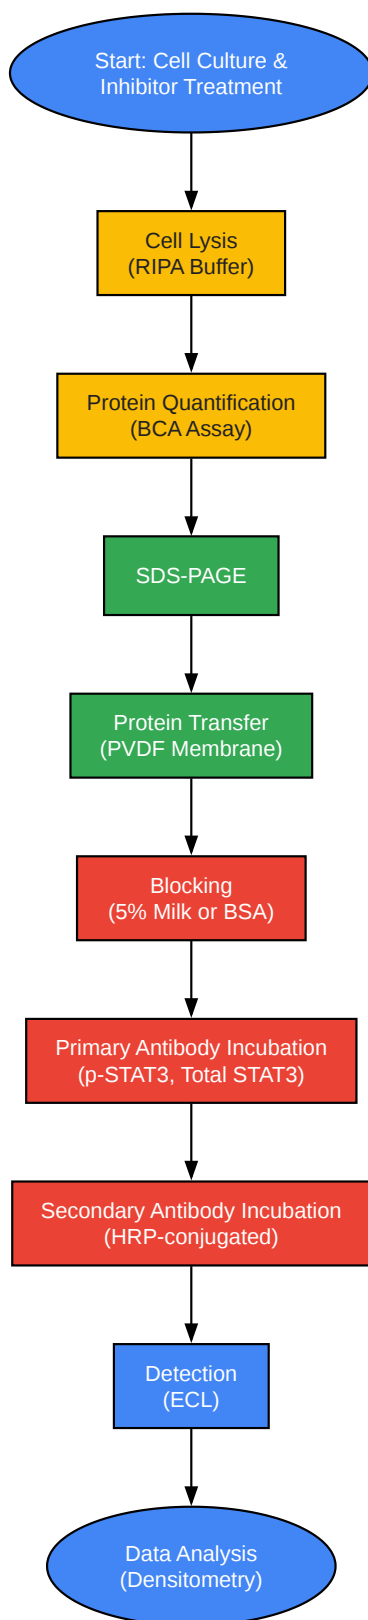 Start: Cell Culture &
Inhibitor Treatment
Cell Lysis
(RIPA Buffer)
Protein Quantification
(BCA Assay)
SDS-PAGE
Protein Transfer
(PVDF Membrane)
Blocking
(5% Milk or BSA)
Primary Antibody Incubation
(p-STAT3, Total STAT3)
Secondary Antibody Incubation
(HRP-conjugated)
Detection
(ECL)
Data Analysis
(Densitometry)